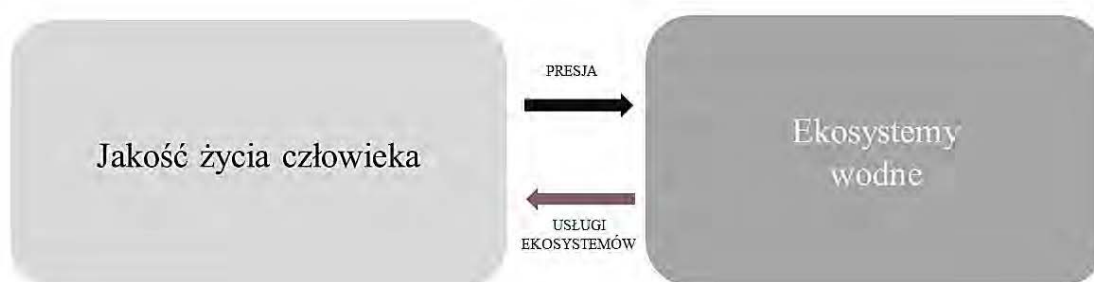 Jakość życia człowieka
PRESJA
USŁUGI
EKOSYSTEMÓW
Ekosystemy
wodne